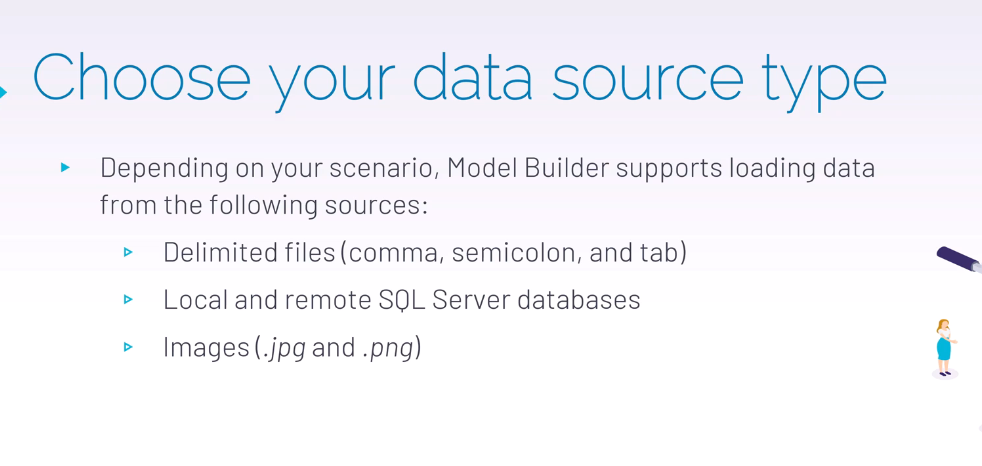 Choose your data source type
Depending on your scenario, Model Builder supports loading data
from the following sources:
Delimited files (comma, semicolon, and tab)
Local and remote SQL Server databases
Images (.jpg and .png)